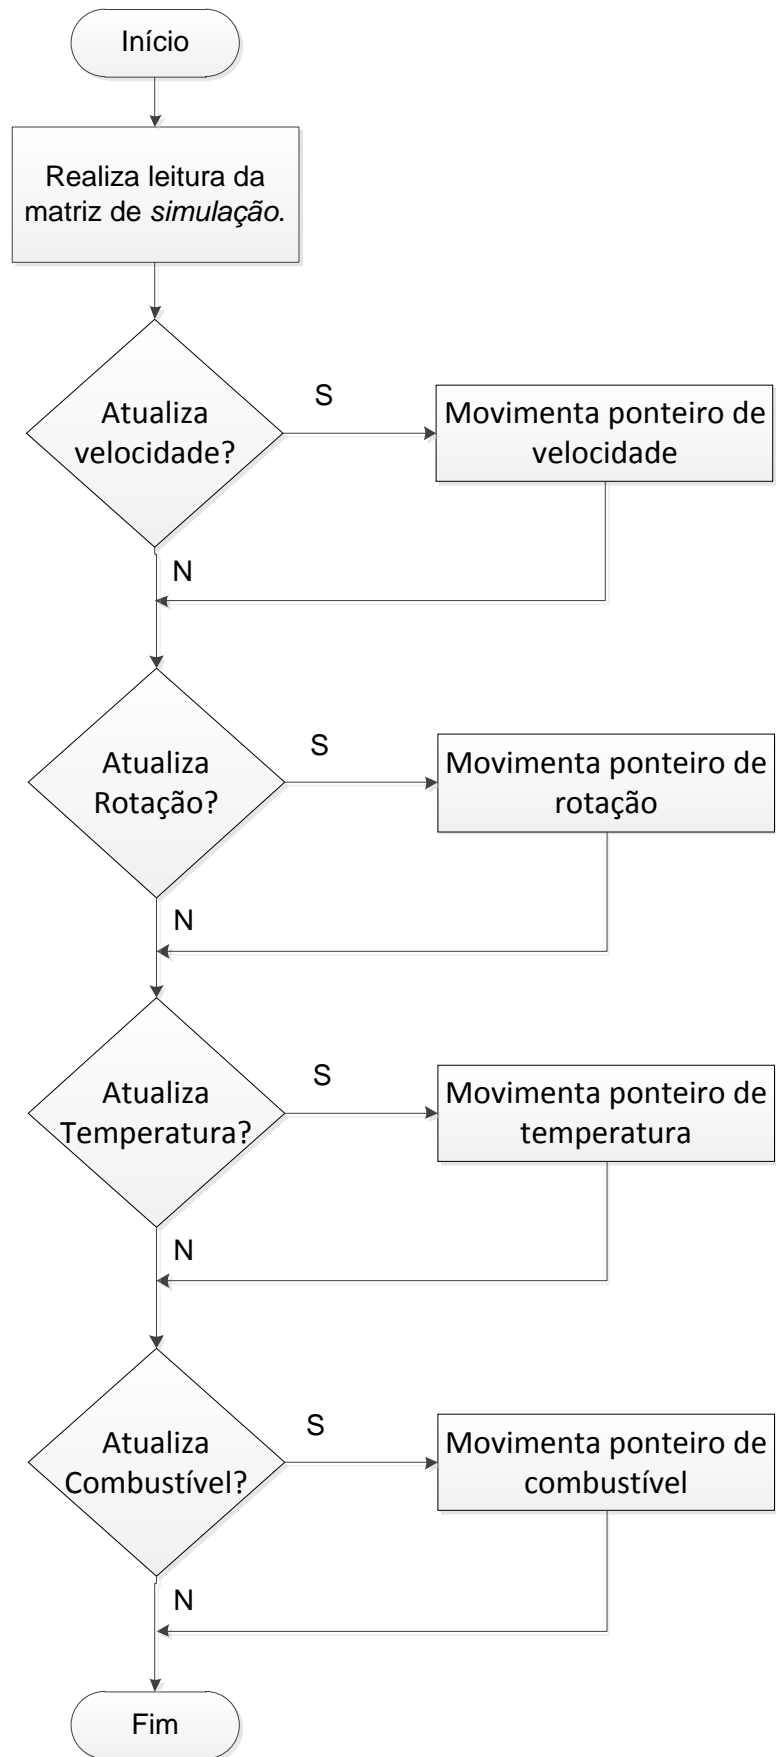 Início
Realiza leitura da
matriz de simulação.
Atualiza
velocidade?
S
Movimenta ponteiro de
velocidade
N
Atualiza
Rotação?
S
Movimenta ponteiro de
rotação
N
Atualiza
Temperatura?
S
Movimenta ponteiro de
temperatura
N
Atualiza
Combustível?
S
Movimenta ponteiro de
combustível
N
Fim